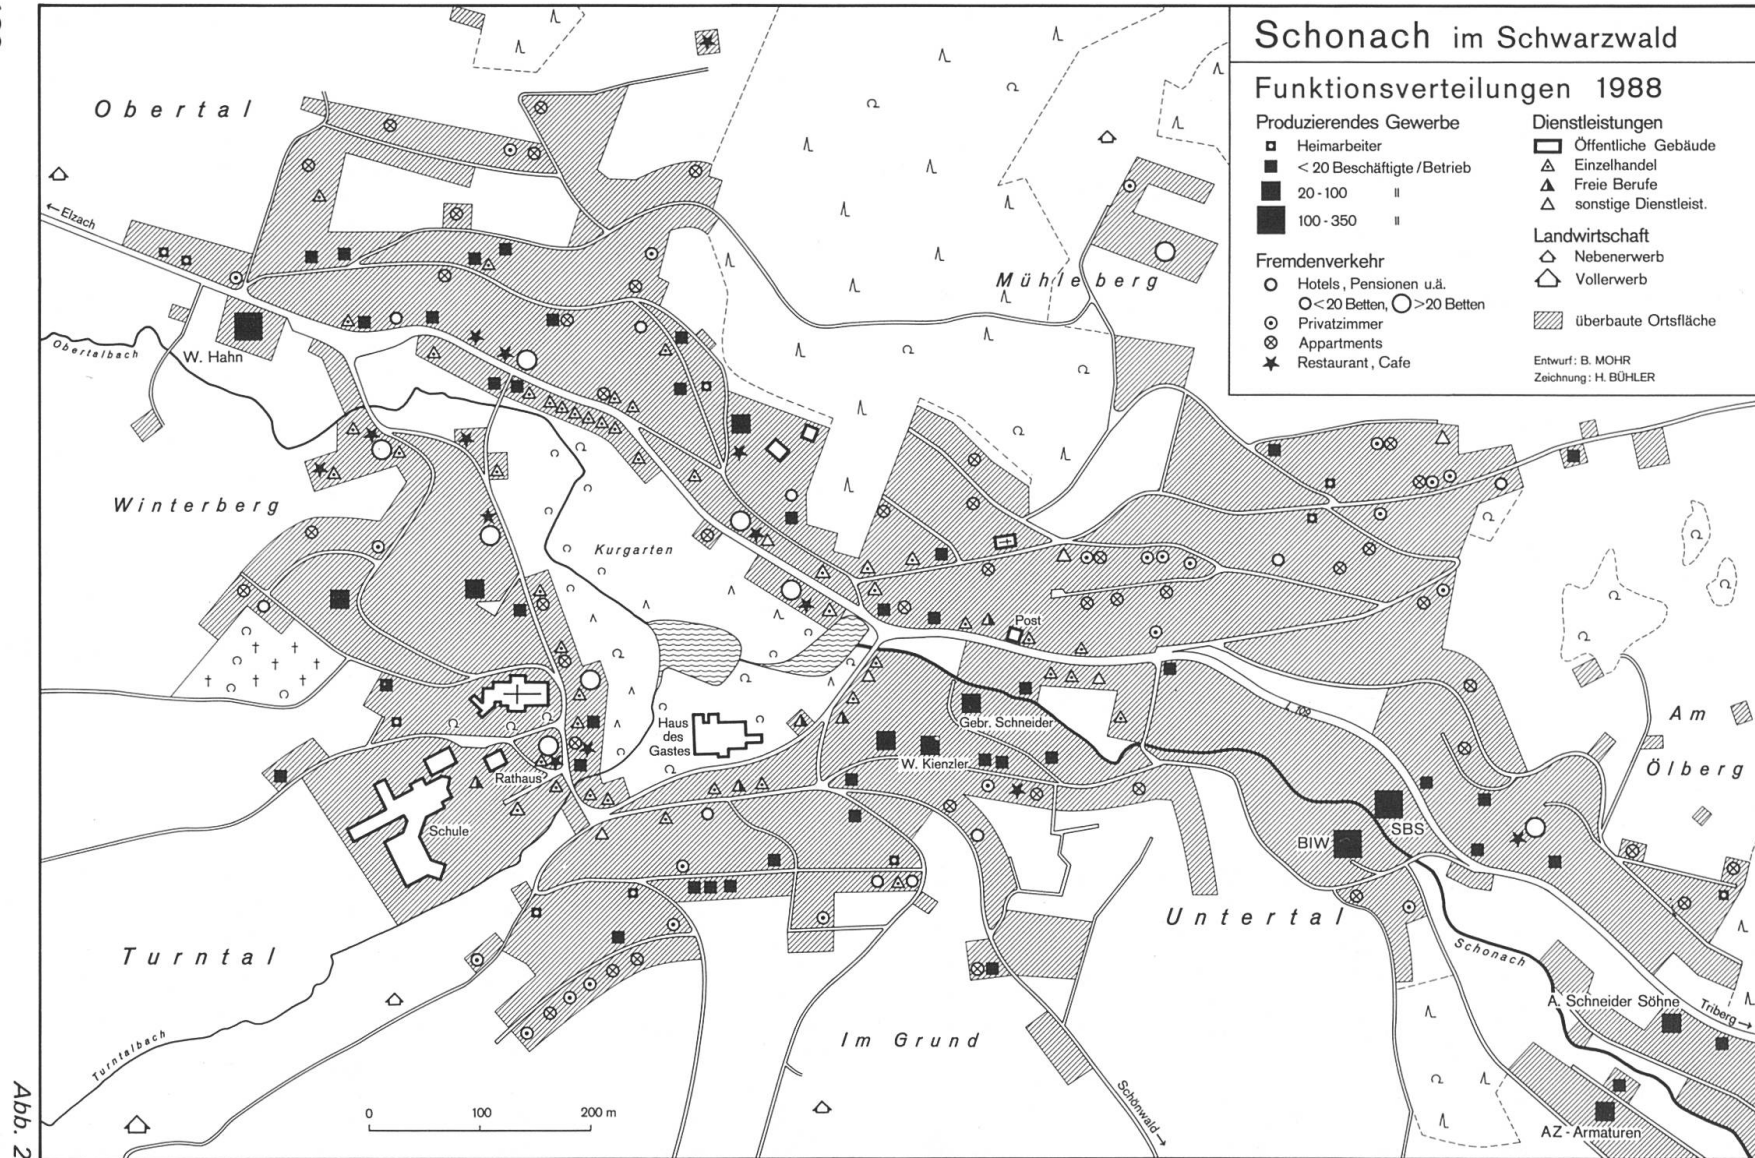 Schonach im Schwarzwald
Funktionsverteilungen 1988
Produzierendes Gewerbe
Heimarbeiter
< 20 Beschäftigte / Betrieb
20 - 100 "
100 - 350 "
Fremdenverkehr
Hotels, Pensionen u.ä.
< 20 Betten, > 20 Betten
Privatzimmer
Appartments
Restaurant, Cafe
Dienstleistungen
Öffentliche Gebäude
Einzelhandel
Freie Berufe
sonstige Dienstleist.
Landwirtschaft
Nebenerwerb
Vollerwerb
überbaute Ortsfläche
Entwurf: B. MOHR
Zeichnung: H. BÜHLER
Obertal
← Elzach
Mühleberg
Obertalbach
W. Hahn
Winterberg
Kurgarten
Post
Haus
des
Gastes
Gebr. Schneider
W. Kienzler
Rathaus
Schule
Am
Ölberg
SBS
BIW
Untertal
Turntal
Schonach
A. Schneider Söhne
Triberg →
Im Grund
Turntalbach
Schönwald →
0 100 200 m
AZ - Armaturen
Abb. 2